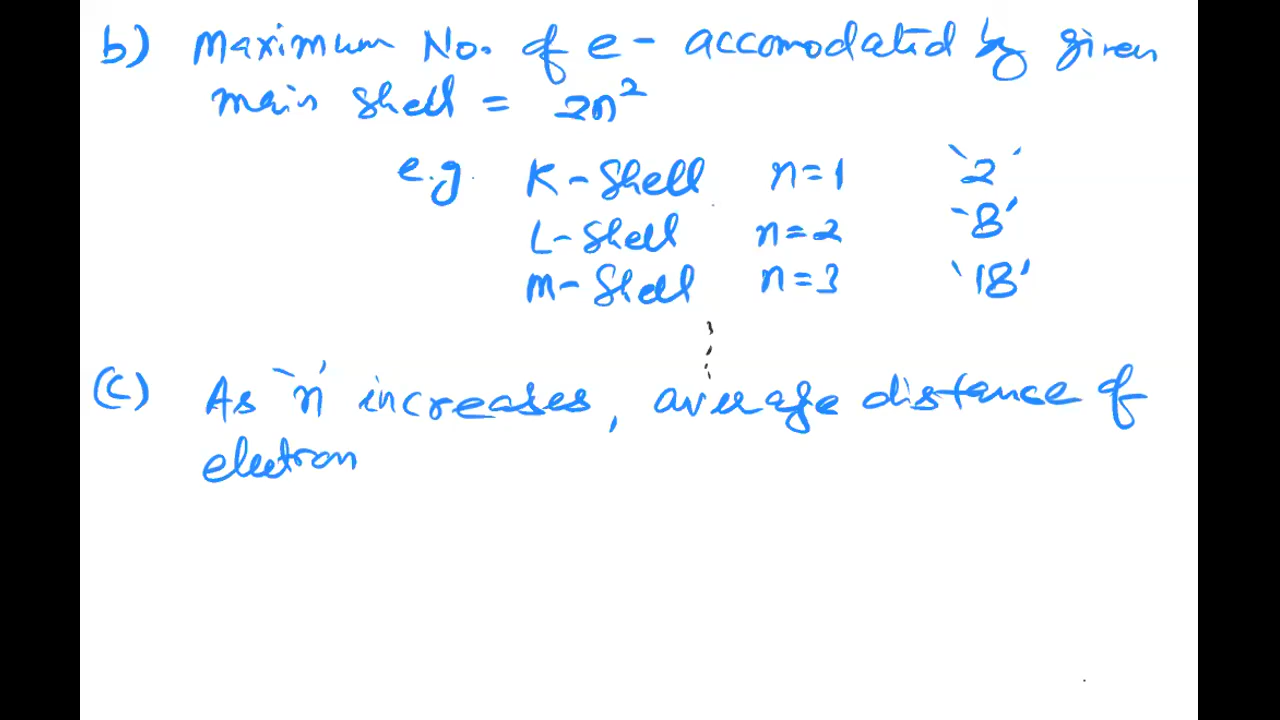 b) Maximum No. of e- accomodated by given
main shell = 2n²
e.g. K-Shell n=1 '2'
L-Shell n=2 '8'
M-Shell n=3 '18'
(c) As 'n' increases, average distance of
electron